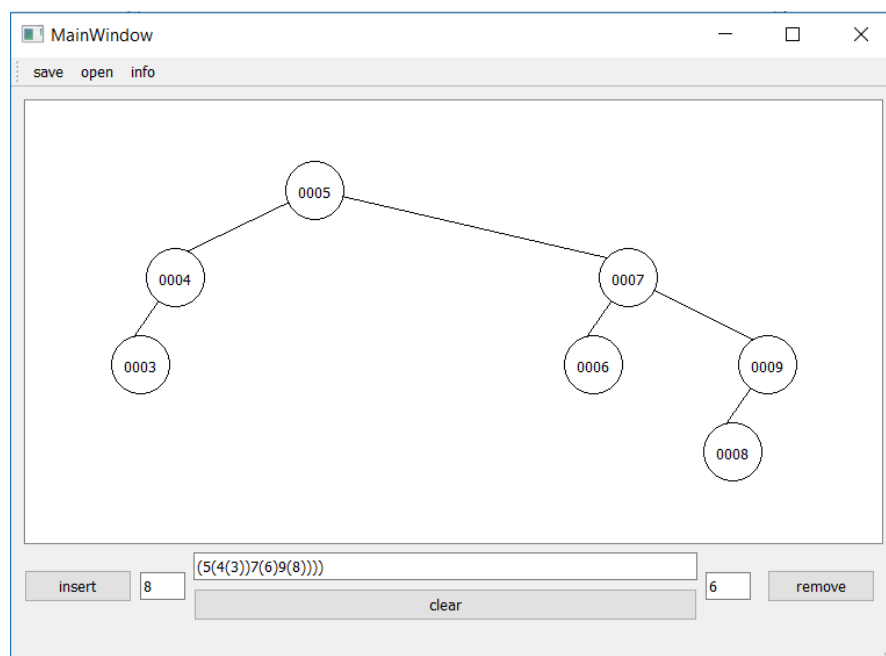 MainWindow
save open info
0005
0004 0007
0003 0006 0009
0008
(5(4(3))7(6)9(8))))
insert 8 6 remove
clear